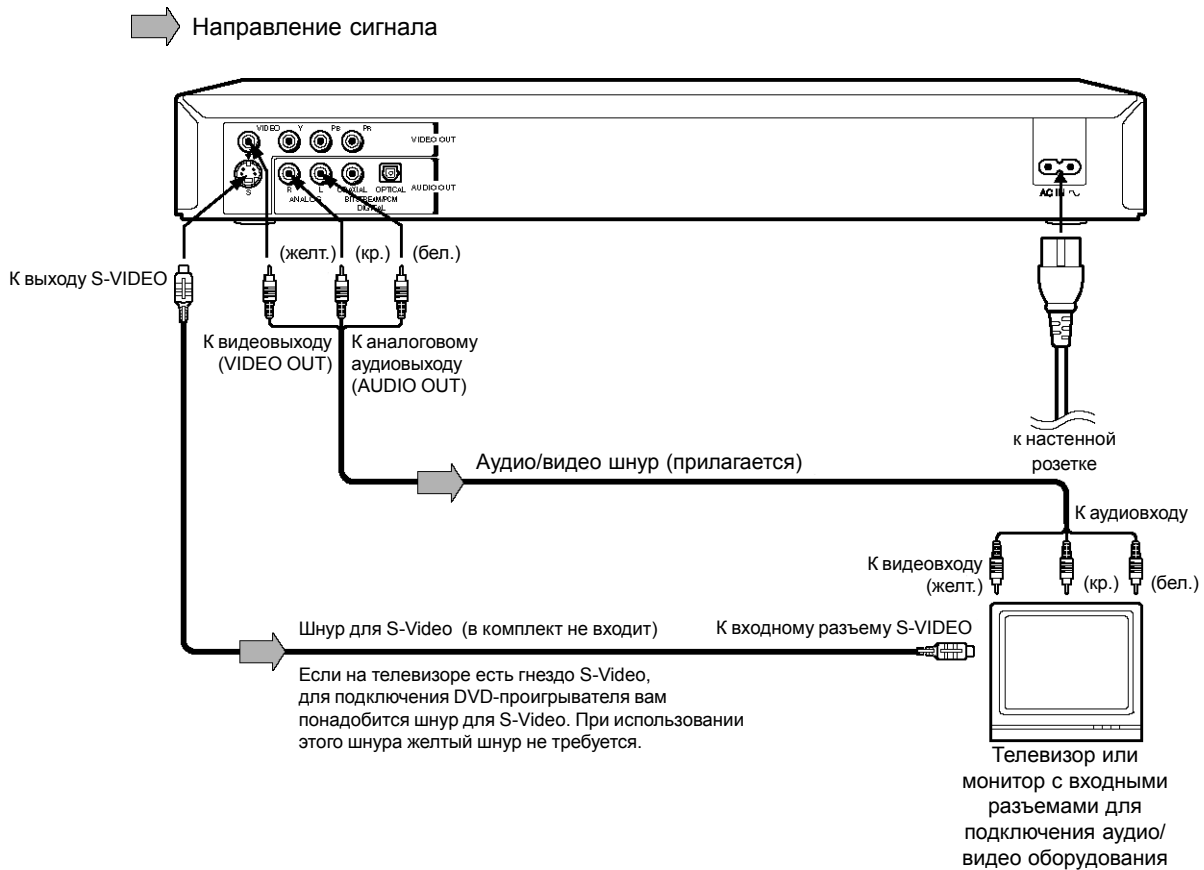 Направление сигнала
VIDEO Y PB PR
VIDEO OUT
R L COAXIAL OPTICAL
AUDIO OUT
S
ANALOG BITSTREAM/PCM
DIGITAL
AC IN ~
(желт.) (кр.) (бел.)
К выходу S-VIDEO
К видеовыходу
(VIDEO OUT)
К аналоговому
аудиовыходу
(AUDIO OUT)
к настенной
розетке
Аудио/видео шнур (прилагается)
К аудиовходу
К видеовходу
(желт.)
(кр.)
(бел.)
Шнур для S-Video (в комплект не входит)
К входному разъему S-VIDEO
Если на телевизоре есть гнездо S-Video,
для подключения DVD-проигрывателя вам
понадобится шнур для S-Video. При использовании
этого шнура желтый шнур не требуется.
Телевизор или
монитор с входными
разъемами для
подключения аудио/
видео оборудования